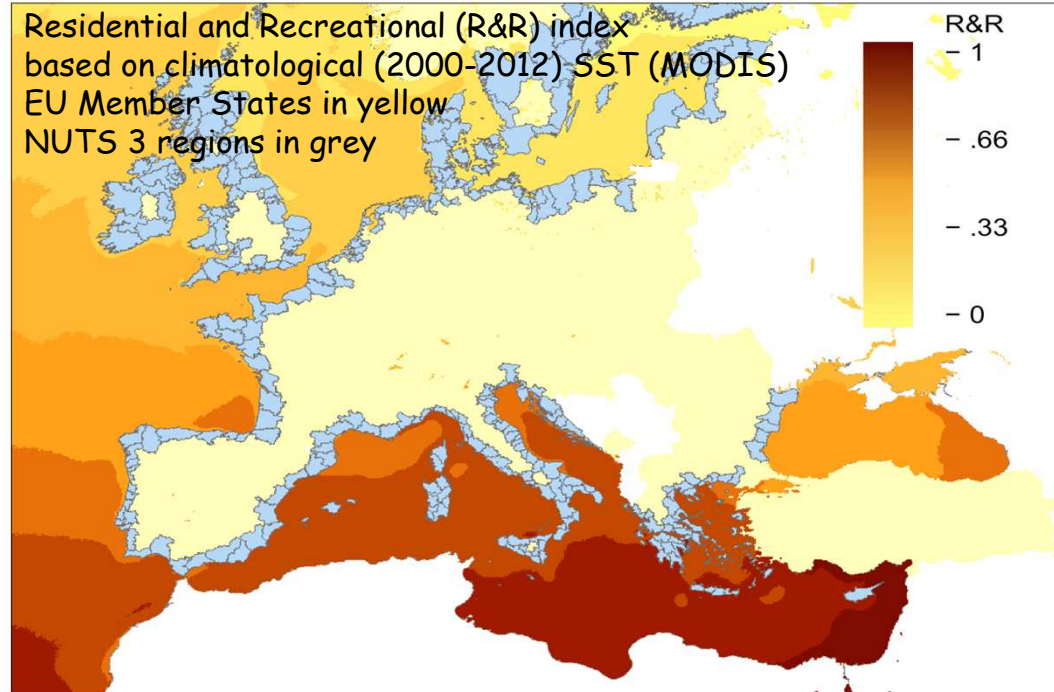 Residential and Recreational (R&R) index
based on climatological (2000-2012) SST (MODIS)
EU Member States in yellow
NUTS 3 regions in grey
R&R
1
.66
.33
0